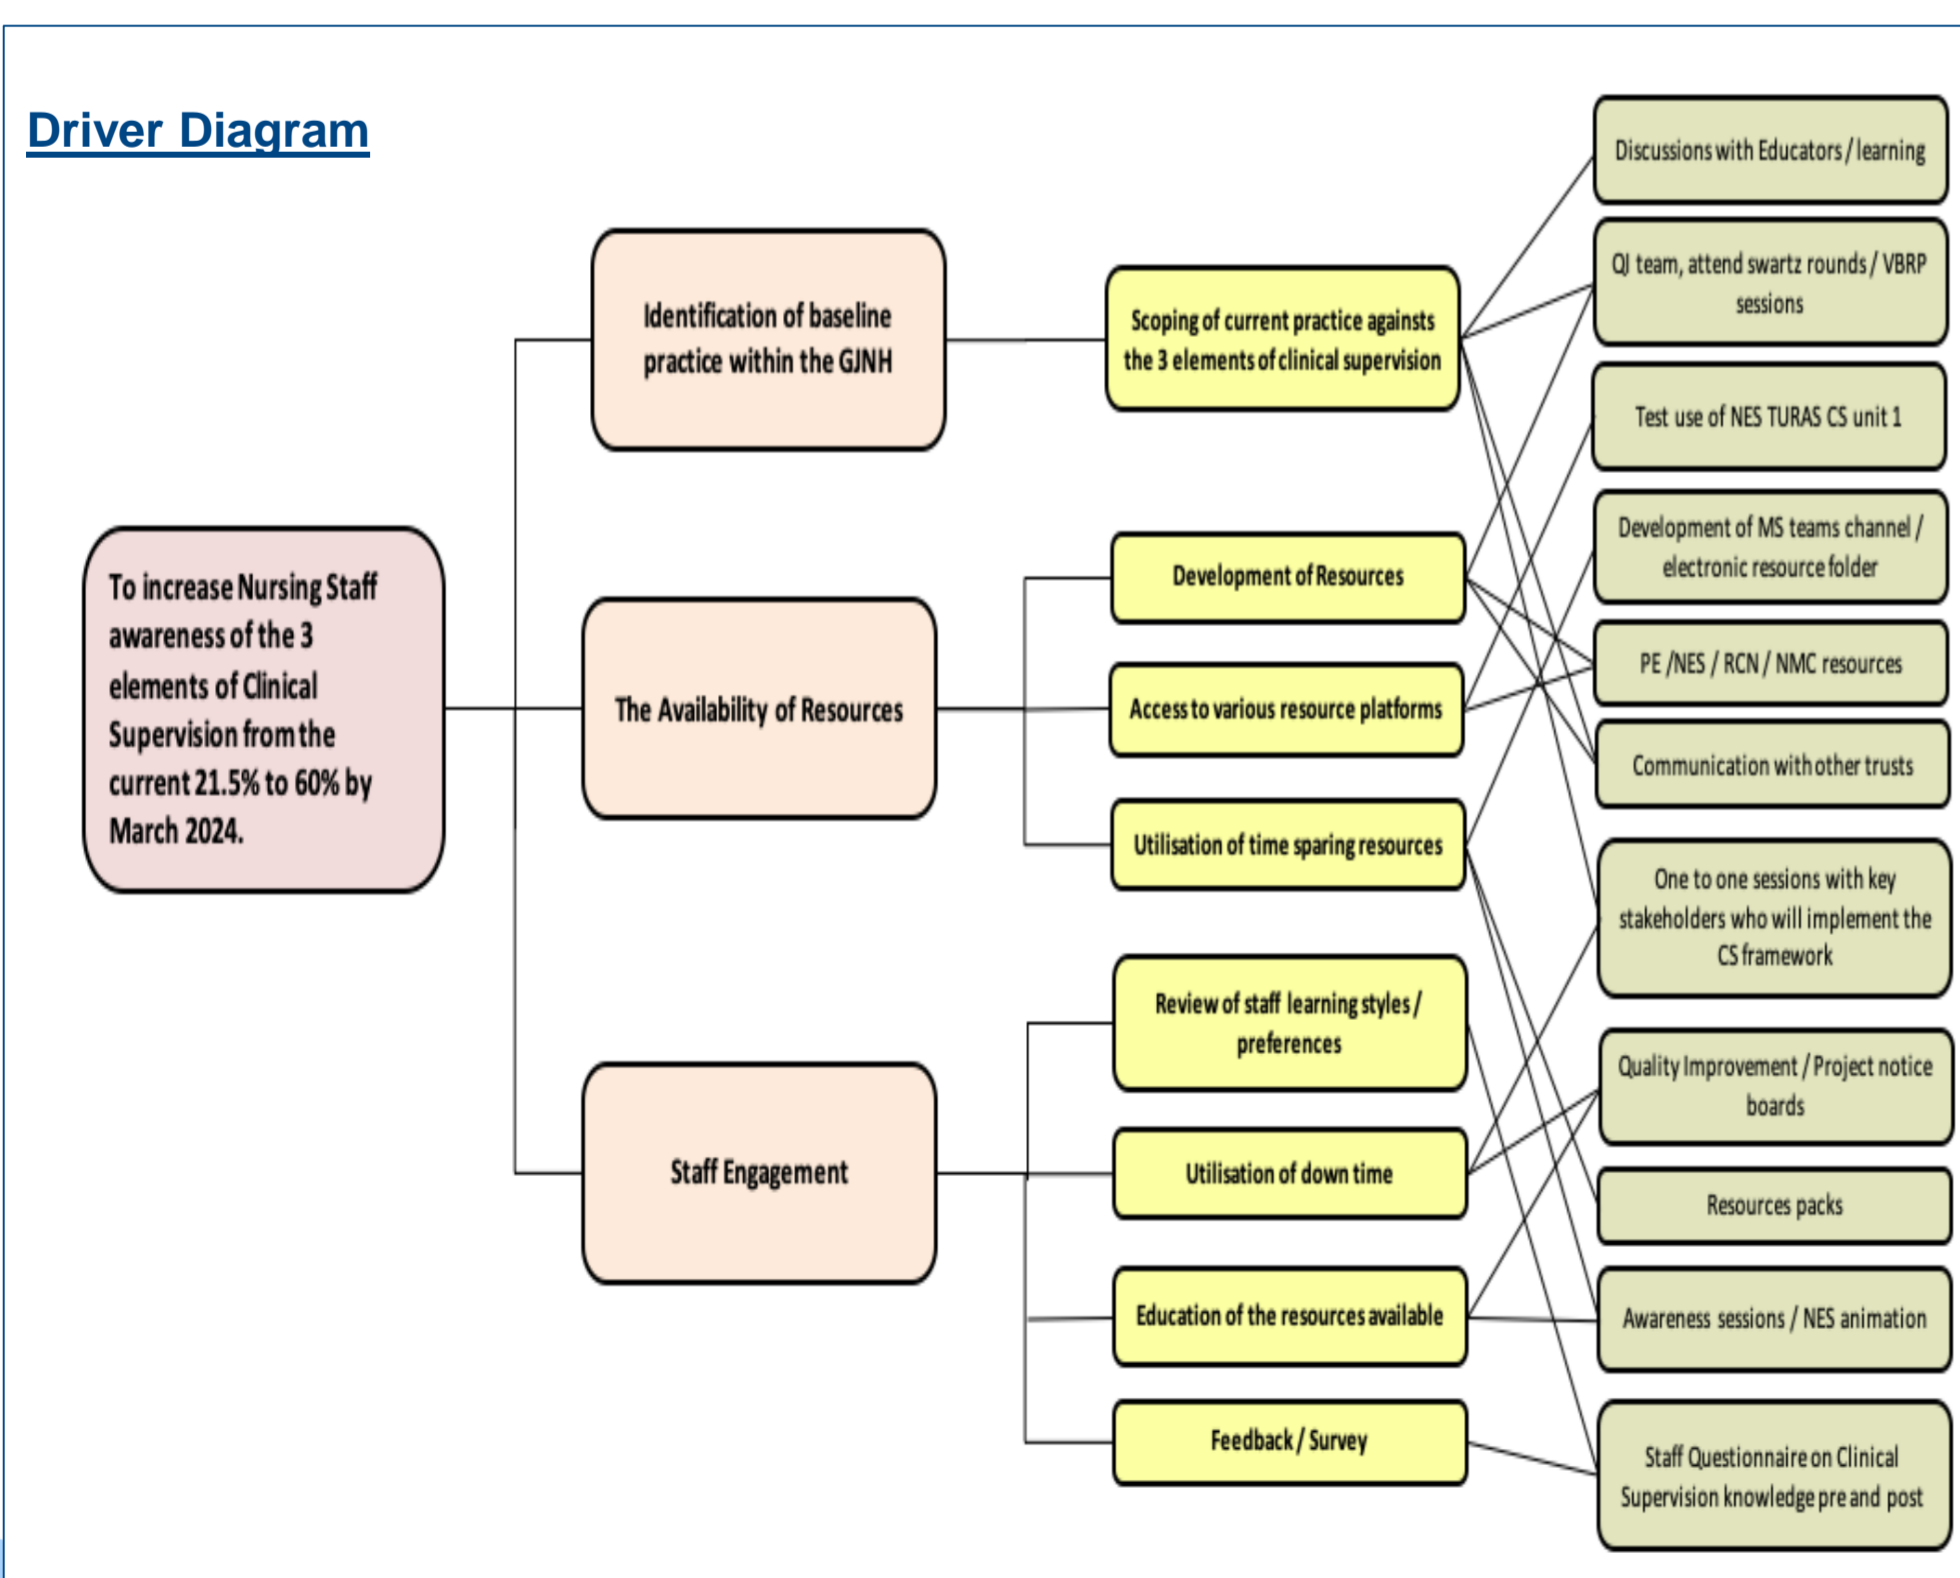 Driver Diagram
To increase Nursing Staff
awareness of the 3
elements of Clinical
Supervision from the
current 21.5% to 60% by
March 2024.
Identification of baseline
practice within the GJNH
The Availability of Resources
Staff Engagement
Scoping of current practice againsts
the 3 elements of clinical supervision
Development of Resources
Access to various resource platforms
Utilisation of time sparing resources
Review of staff learning styles /
preferences
Utilisation of down time
Education of the resources available
Feedback / Survey
Discussions with Educators / learning
QI team, attend swartz rounds / VBRP
sessions
Test use of NES TURAS CS unit 1
Development of MS teams channel /
electronic resource folder
PE /NES / RCN / NMC resources
Communication with other trusts
One to one sessions with key
stakeholders who will implement the
CS framework
Quality Improvement / Project notice
boards
Resources packs
Awareness sessions / NES animation
Staff Questionnaire on Clinical
Supervision knowledge pre and post